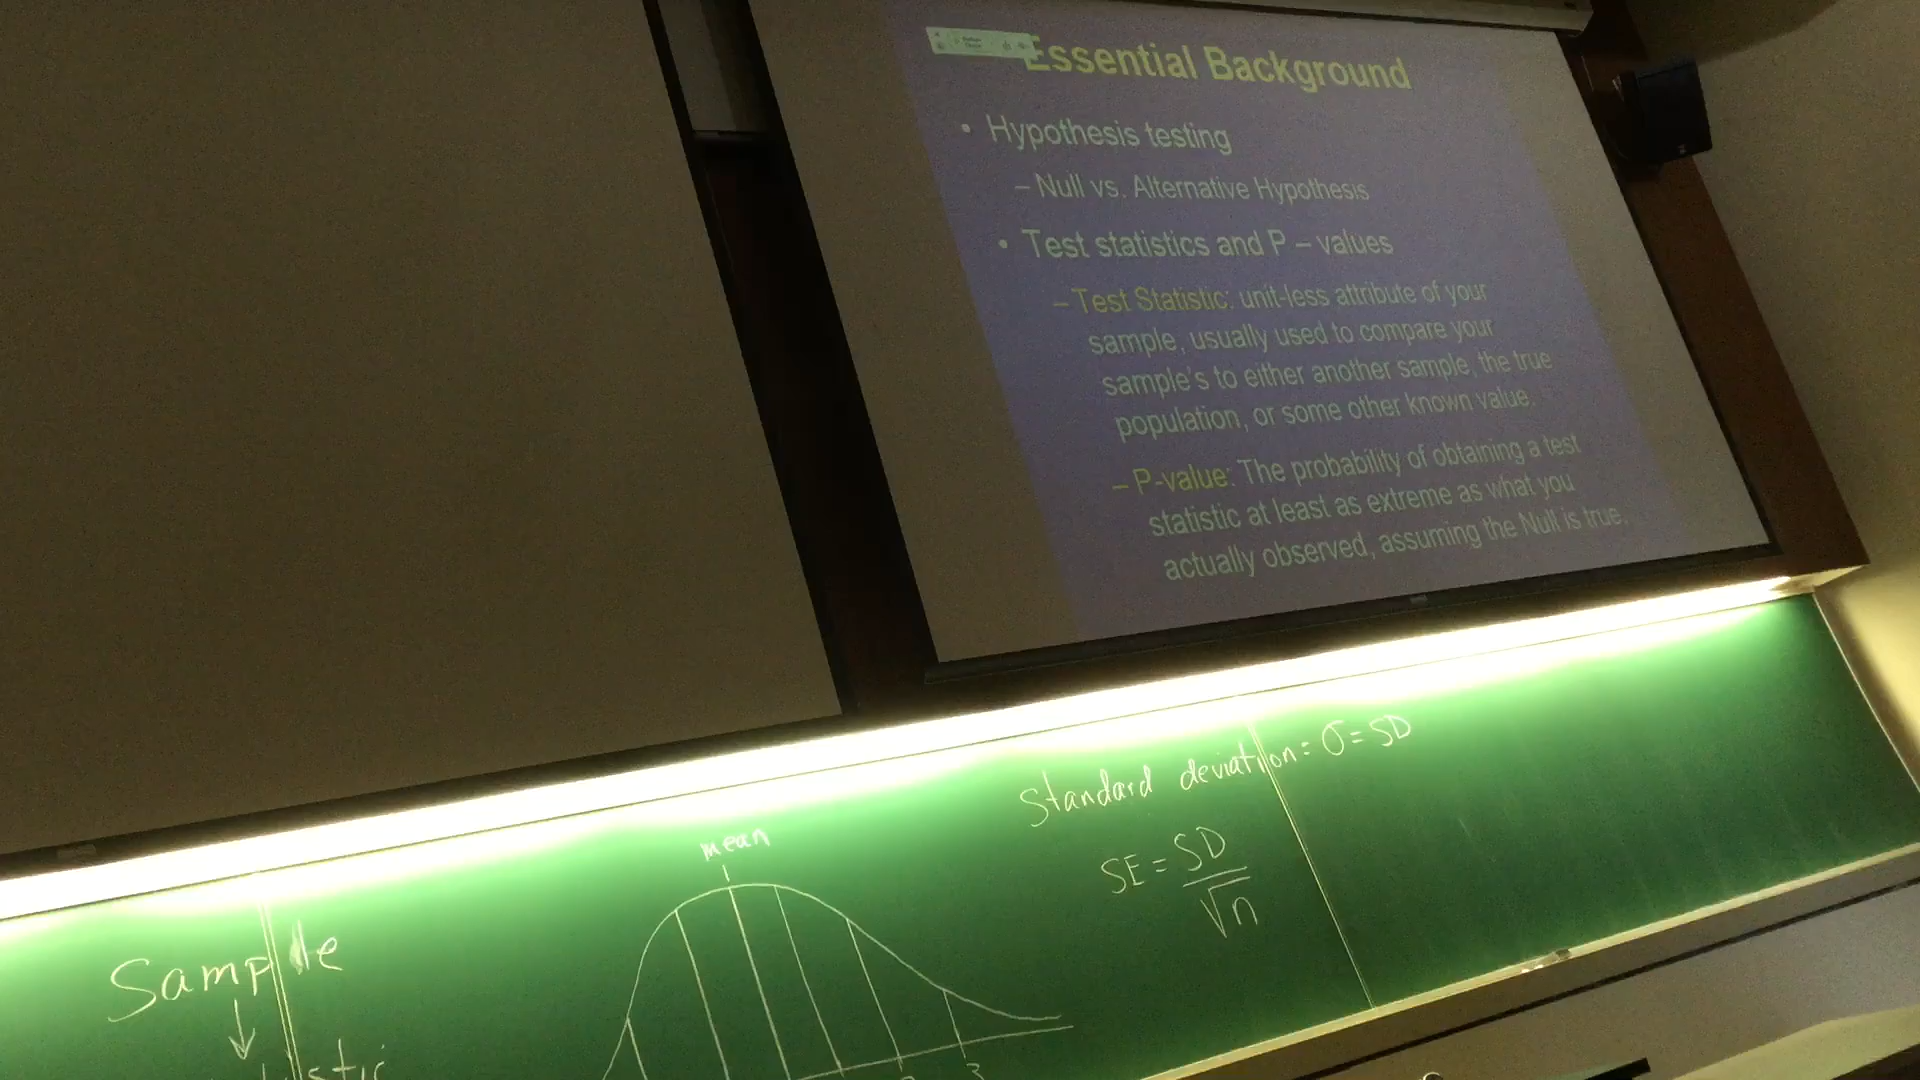 Essential Background
• Hypothesis testing
– Null vs. Alternative Hypothesis
• Test statistics and P – values
– Test Statistic: unit-less attribute of your
sample, usually used to compare your
sample's to either another sample, the true
population, or some other known value.
– P-value: The probability of obtaining a test
statistic at least as extreme as what you
actually observed, assuming the Null is true.
Standard deviation = σ = SD
SE = SD
√n
mean
Sample
3